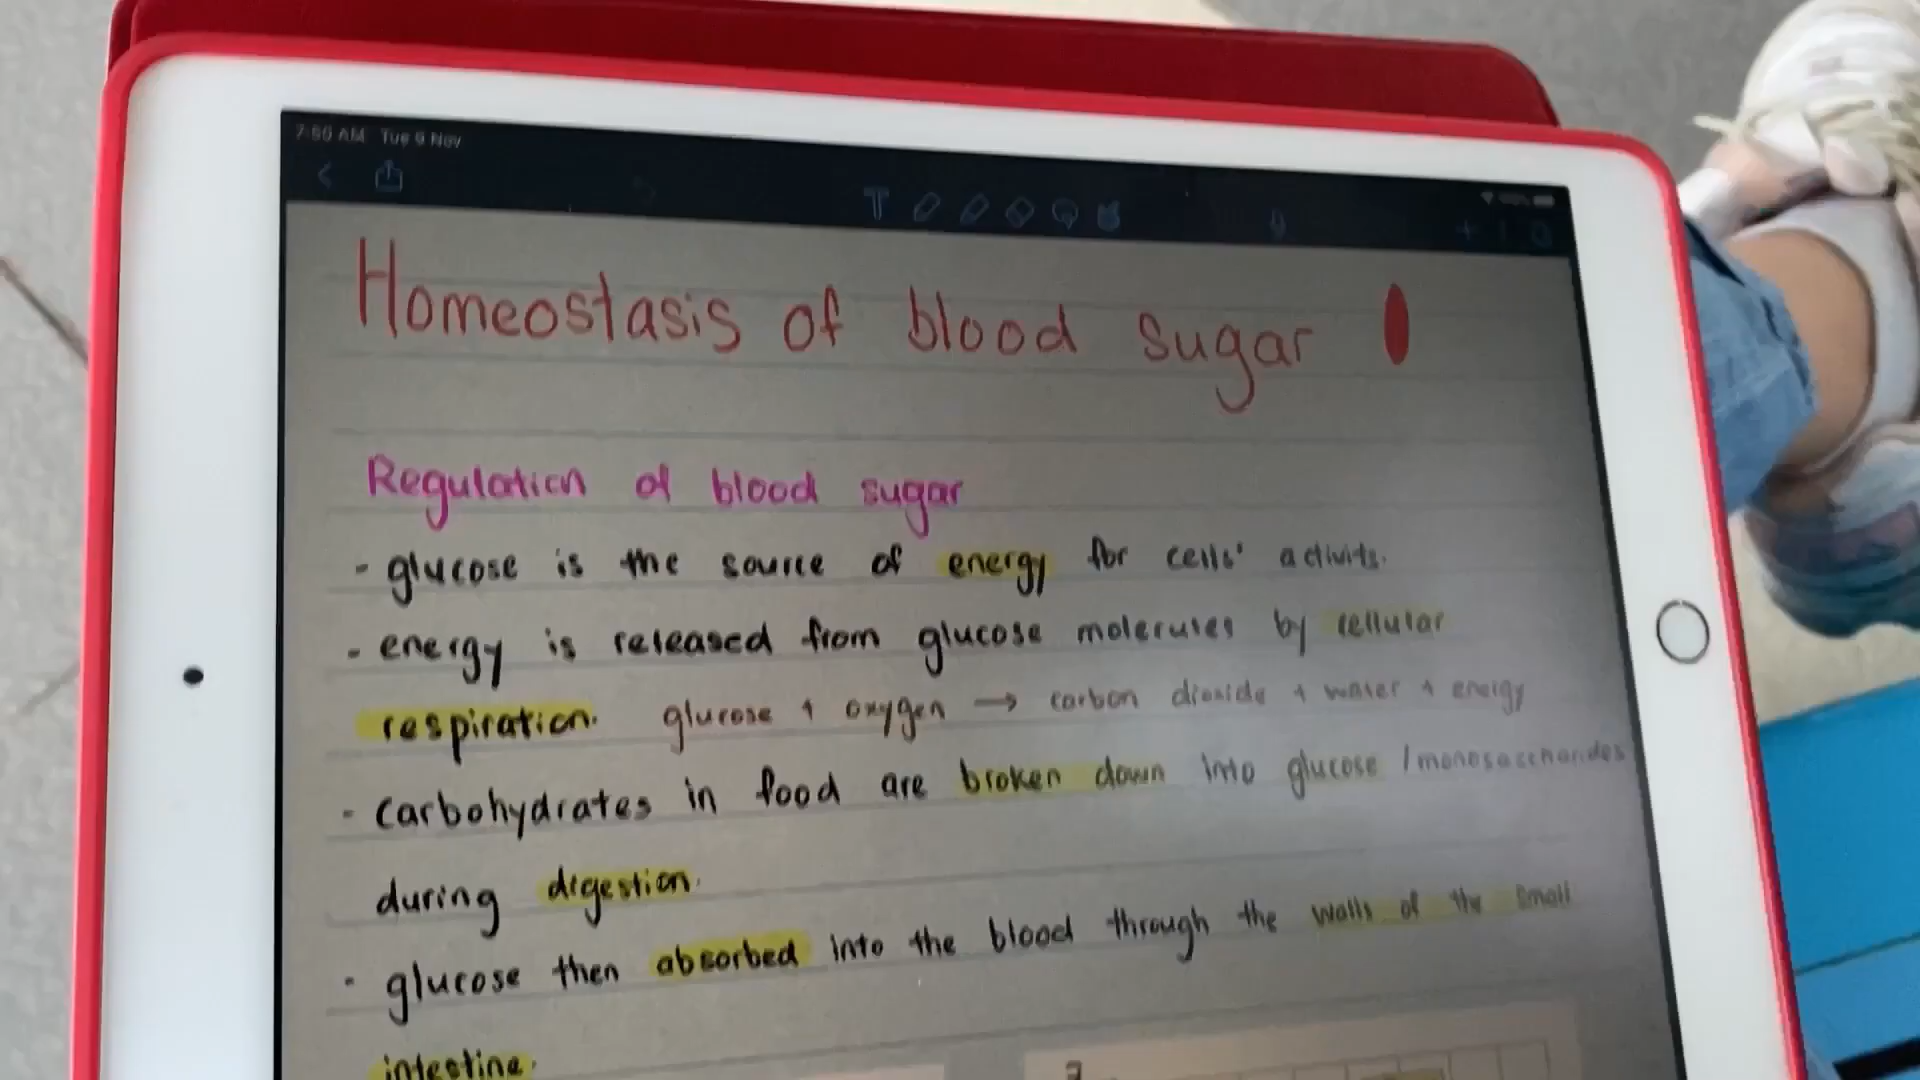 7:50 AM Tue 9 Nov
Homeostasis of blood sugar
Regulation of blood sugar
- glucose is the source of energy for cells'
- energy is released from glucose molecules by cellular
respiration. glucose + oxygen → carbon dioxide + water + energy
- carbohydrates in food are broken down into glucose /monosaccharides
during digestion.
- glucose then absorbed into the blood through the walls of the small
intestine.